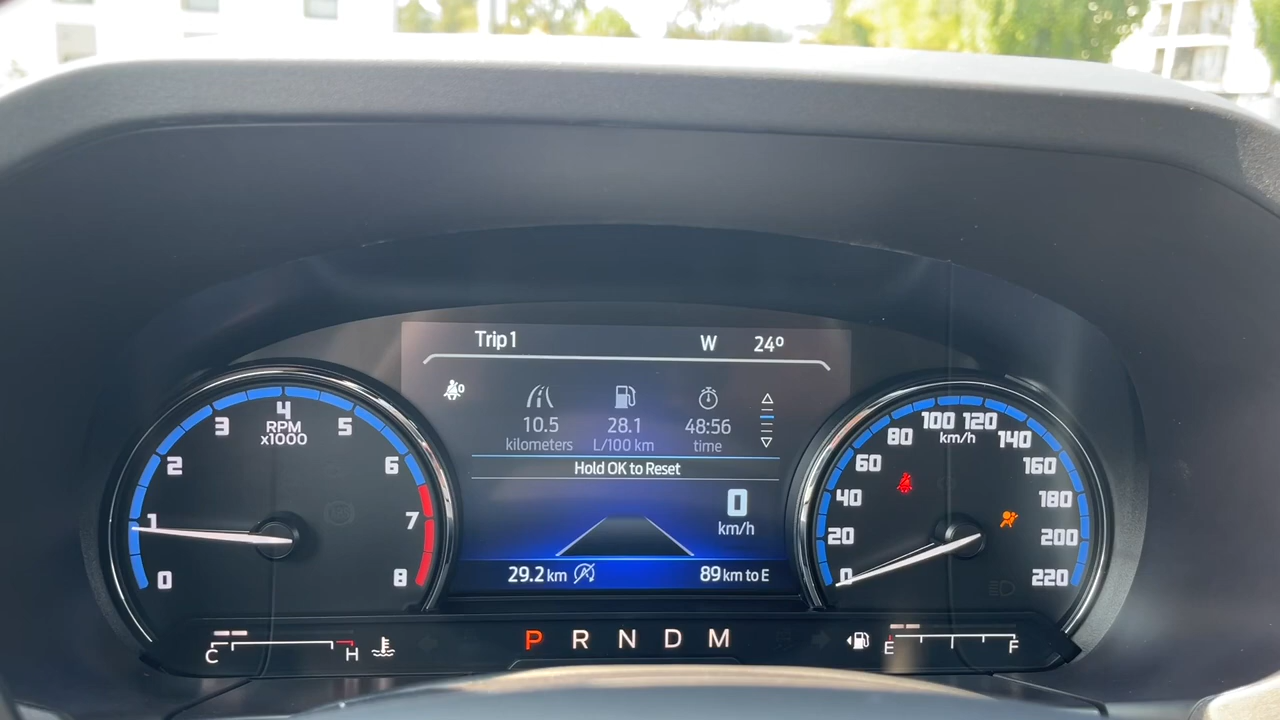 Trip 1 W 24°
10.5 28.1 48:56
kilometers L/100 km time
Hold OK to Reset
0
km/h
29.2 km A 89 km to E
0 1 2 3 4 5 6 7 8
RPM
x1000
0 20 40 60 80 100 120 140 160 180 200 220
km/h
C H
P R N D M
E F